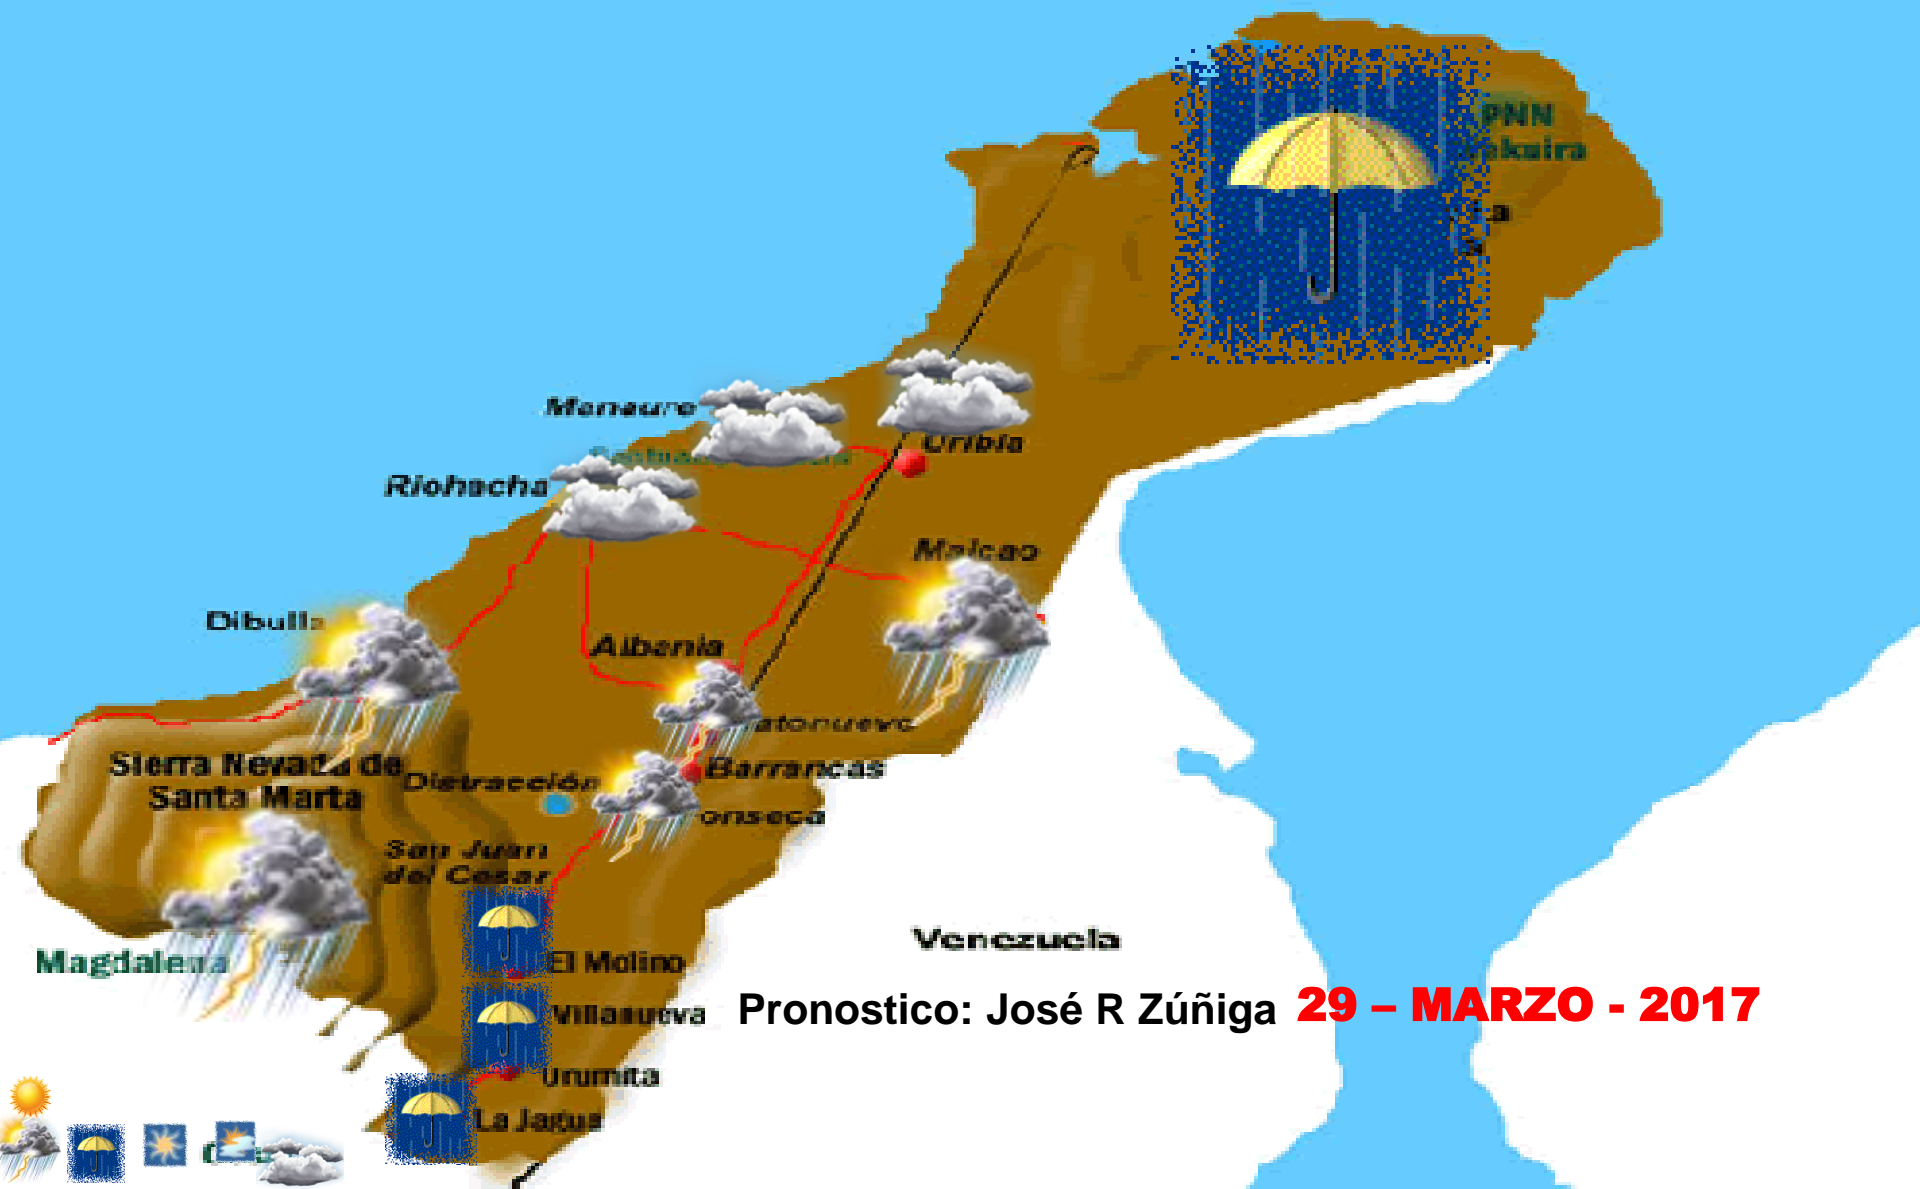 PNN
Manaure
Uribia
Riohacha
Maicao
Dibulla
Albania
Sierra Nevada de
Santa Marta
Distracción
Barrancas
San Juan
del Cesar
Venezuela
Magdalena
El Molino
Pronostico: José R Zúñiga 29 – MARZO - 2017
Villanueva
Urumita
La Jagua